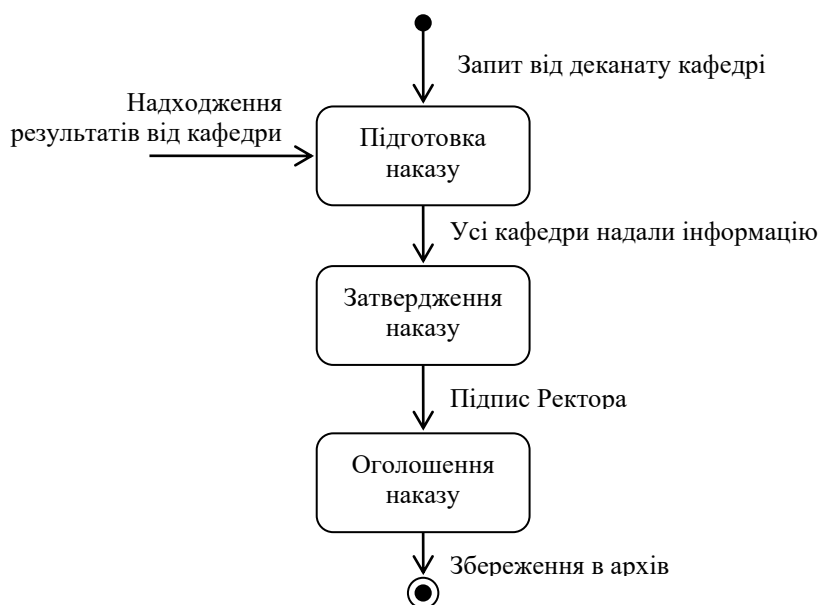 Запит від деканату кафедрі
Надходження
результатів від кафедри
Підготовка
наказу
Усі кафедри надали інформацію
Затвердження
наказу
Підпис Ректора
Оголошення
наказу
Збереження в архів